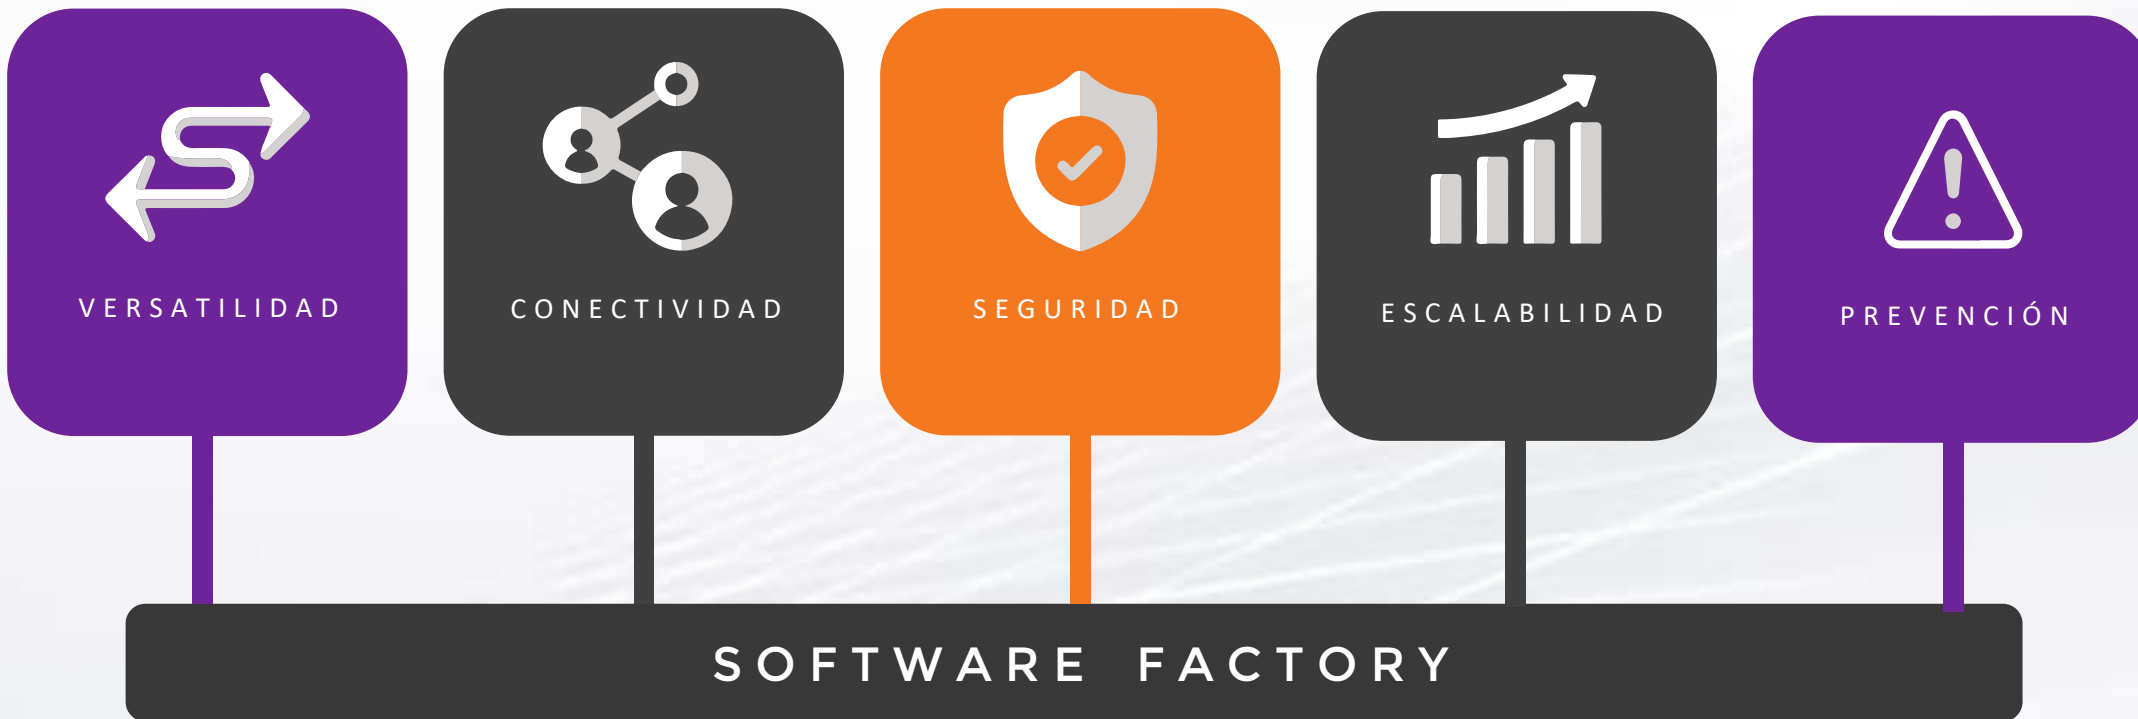 VERSATILIDAD
CONECTIVIDAD
SEGURIDAD
ESCALABILIDAD
PREVENCIÓN
SOFTWARE FACTORY